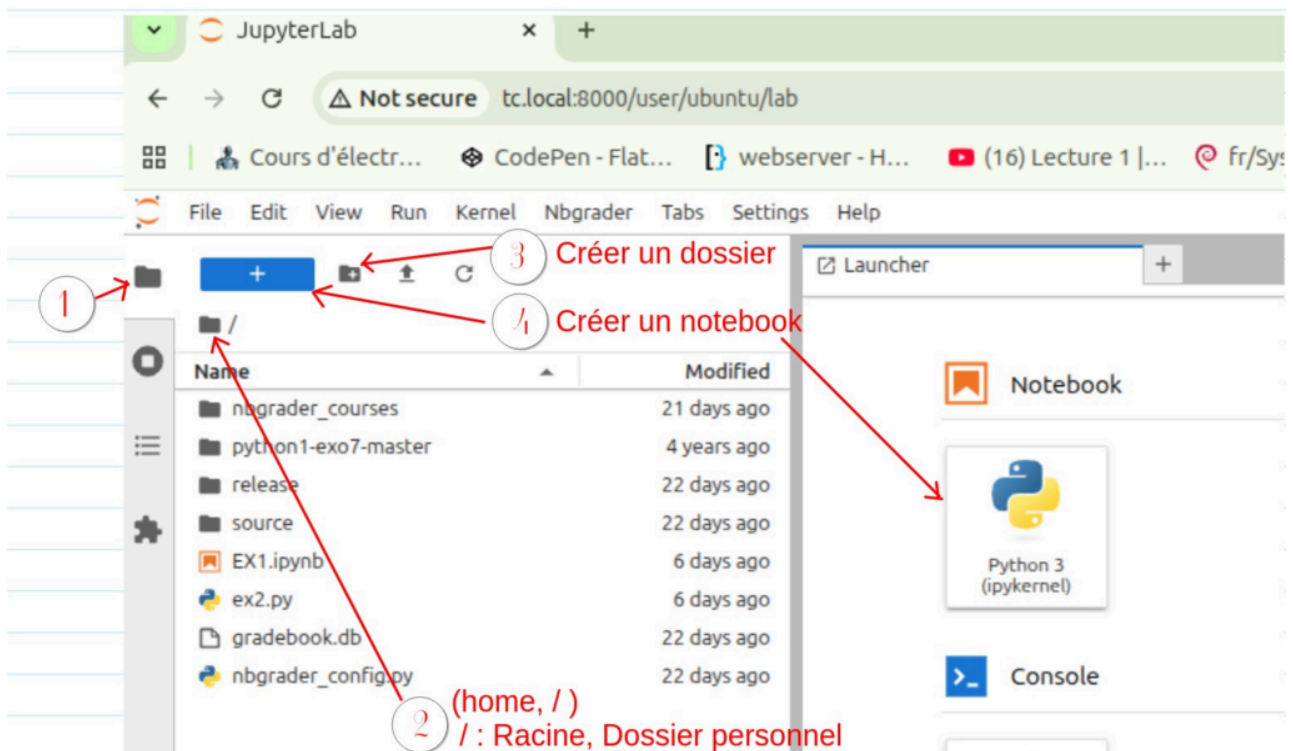 JupyterLab × +
Not secure tc.local:8000/user/ubuntu/lab
Cours d'électr... CodePen - Flat... webserver - H... (16) Lecture 1 |... fr/Sys
File Edit View Run Kernel Nbgrader Tabs Settings Help
3 Créer un dossier
+
Launcher +
1
4 Créer un notebook
/
Name Modified
Notebook
nbgrader_courses 21 days ago
python1-exo7-master 4 years ago
release 22 days ago
source 22 days ago
EX1.ipynb 6 days ago
Python 3
(ipykernel)
ex2.py 6 days ago
gradebook.db 22 days ago
nbgrader_config.py 22 days ago
Console
2 (home, / )
/ : Racine, Dossier personnel